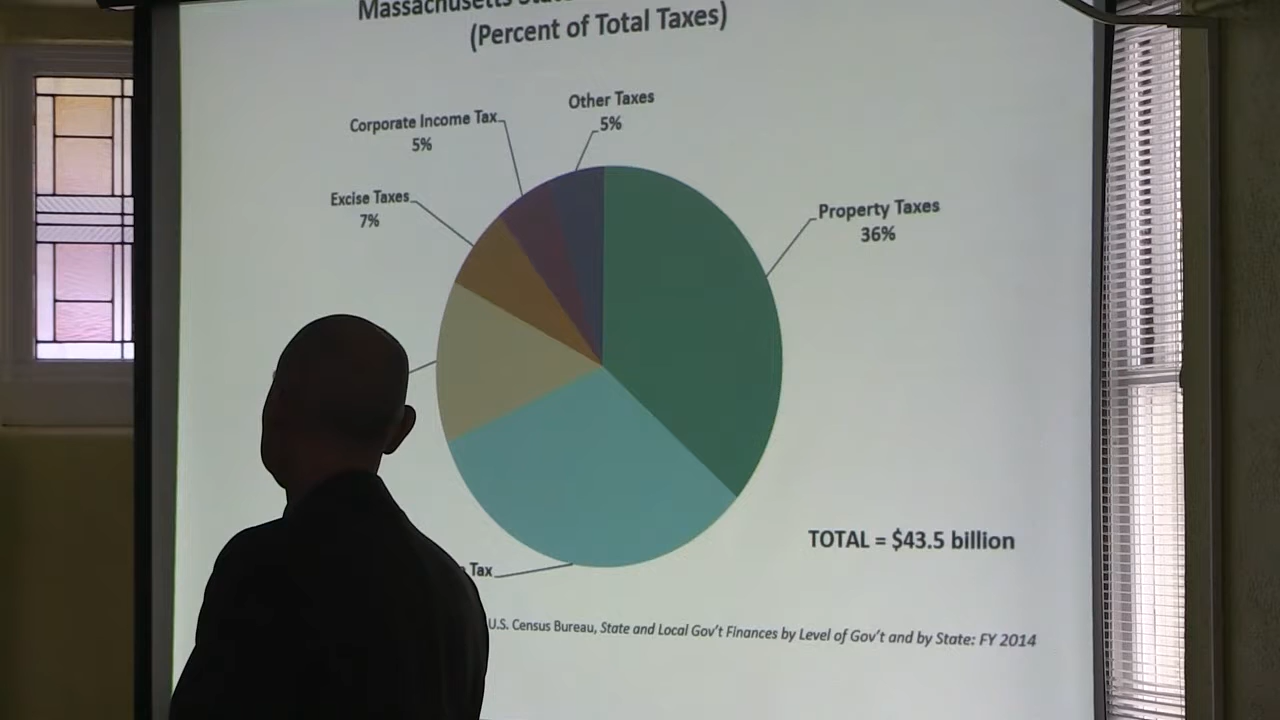 Massachusetts
(Percent of Total Taxes)
Other Taxes
5%
Corporate Income Tax
5%
Excise Taxes
7%
Property Taxes
36%
TOTAL = $43.5 billion
Tax
U.S. Census Bureau, State and Local Gov't Finances by Level of Gov't and by State: FY 2014